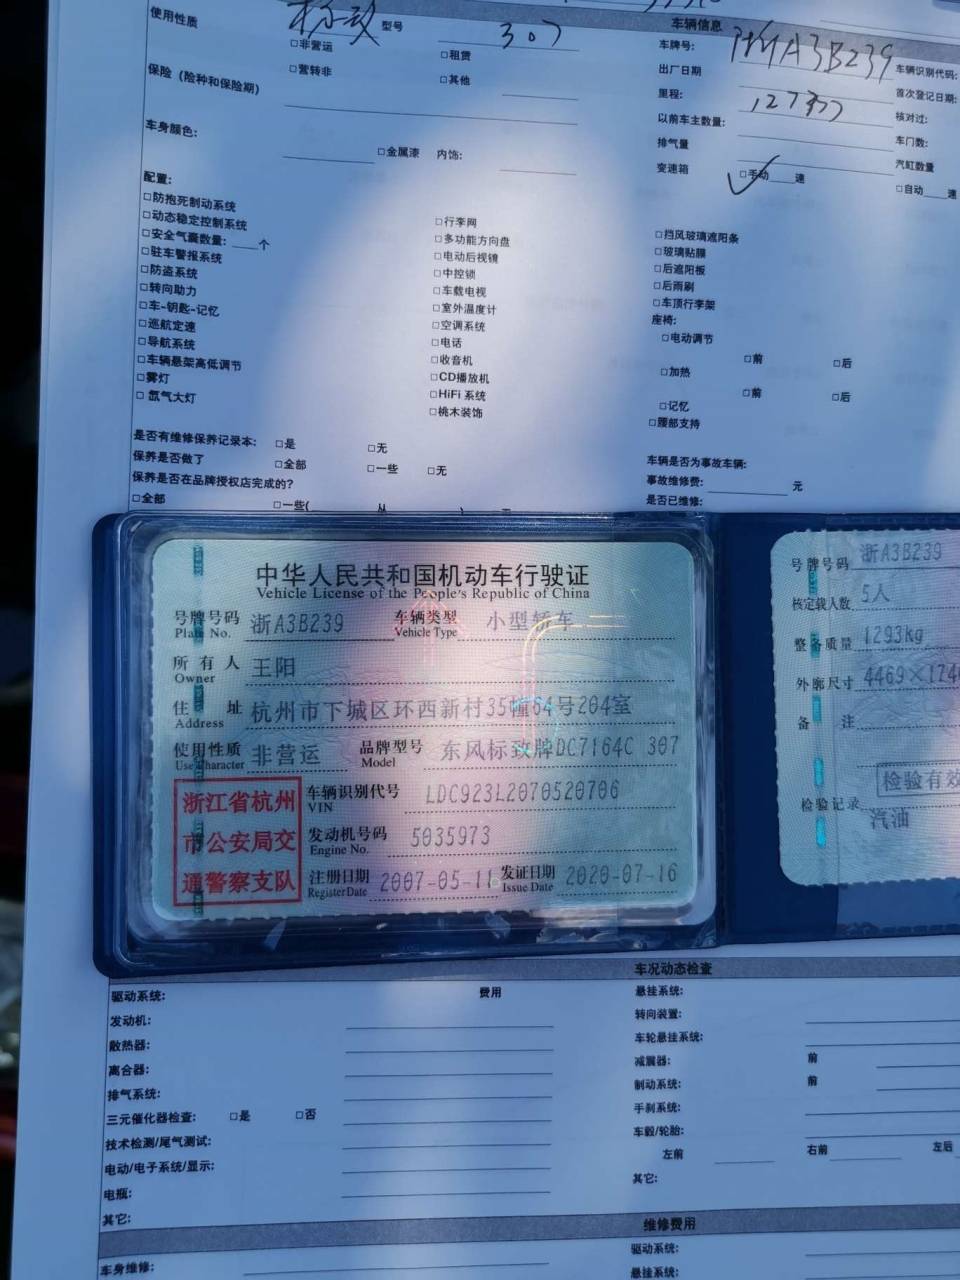 使用性质 标致 型号 307
□非营运 □租赁
□营转非 □其他
保险（险种和保险期）
车身颜色: □金属漆 内饰:
配置:
□防抱死制动系统
□动态稳定控制系统
□安全气囊数量: ____个
□驻车警报系统
□防盗系统
□转向助力
□车-钥匙-记忆
□巡航定速
□导航系统
□车辆悬架高低调节
□雾灯
□氙气大灯
□行李网
□多功能方向盘
□电动后视镜
□中控锁
□车载电视
□室外温度计
□空调系统
□电话
□收音机
□CD播放机
□HiFi 系统
□桃木装饰
是否有维修保养记录本: □是 □无
保养是否做了 □全部 □一些 □无
保养是否在品牌授权店完成的?
□全部 □一些(
车辆信息
车牌号: 浙A3B239 车辆识别代码:
出厂日期 首次登记日期:
里程: 核对过:
以前车主数量: 车门数:
排气量 汽缸数量
变速箱 □手动____速 □自动____速
□挡风玻璃遮阳条
□玻璃贴膜
□后遮阳板
□后雨刷
□车顶行李架
座椅:
□电动调节
□前 □后
□加热
□前 □后
□记忆
□腰部支持
车辆是否为事故车辆:
事故维修费: ____元
是否已维修:
中华人民共和国机动车行驶证
Vehicle License of the People's Republic of China
号牌号码 浙A3B239 车辆类型 小型轿车
Plate No. Vehicle Type
所有人 王阳
Owner
住址 杭州市下城区环西新村35幢64号204室
Address
使用性质 非营运 品牌型号 东风标致牌DC7164C 307
Use Character Model
浙江省杭州
市公安局交
通警察支队
车辆识别代号 LDC923L2070520706
VIN
发动机号码 5035973
Engine No.
注册日期 2007-05-11 发证日期 2020-07-16
Register Date Issue Date
号牌号码 浙A3B239
核定载人数 5人
整备质量 1293kg
外廓尺寸 4469×174
备注
检验有效
检验记录
汽油
车况动态检查
驱动系统: 费用
发动机:
散热器:
离合器:
排气系统:
三元催化器检查: □是 □否
技术检测/尾气测试:
电动/电子系统/显示:
电瓶:
其它:
悬挂系统:
转向装置:
车轮悬挂系统:
减震器: 前
制动系统: 前
手刹系统:
车毂/轮胎:
左前 右前 左后
其它:
维修费用
车身维修:
驱动系统:
悬挂系统: